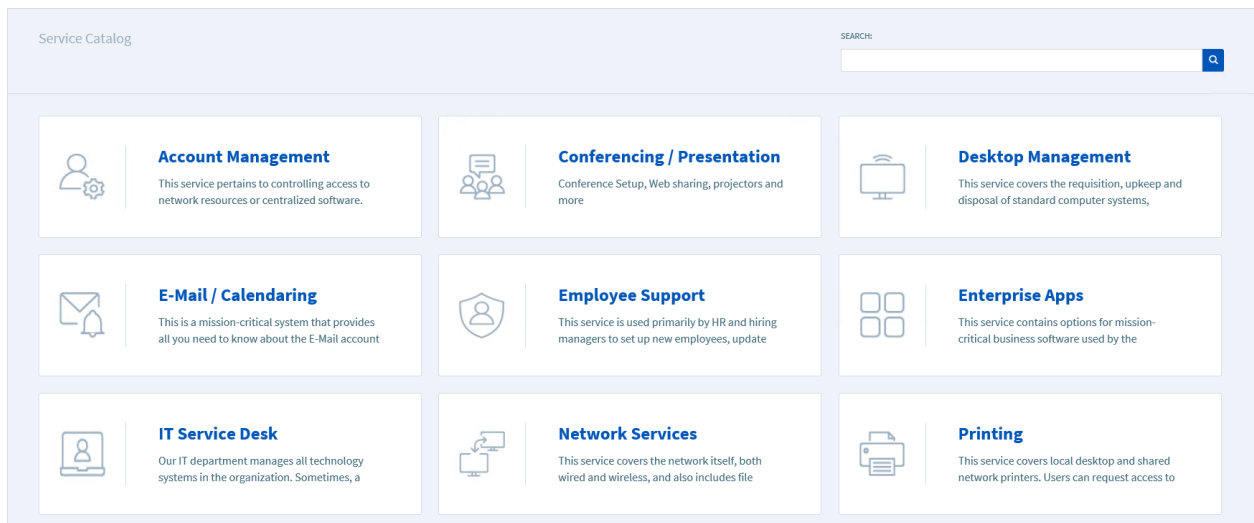 Service Catalog
SEARCH:
Account Management
This service pertains to controlling access to
network resources or centralized software.
Conferencing / Presentation
Conference Setup, Web sharing, projectors and
more
Desktop Management
This service covers the requisition, upkeep and
disposal of standard computer systems,
E-Mail / Calendaring
This is a mission-critical system that provides
all you need to know about the E-Mail account
Employee Support
This service is used primarily by HR and hiring
managers to set up new employees, update
Enterprise Apps
This service contains options for mission-
critical business software used by the
IT Service Desk
Our IT department manages all technology
systems in the organization. Sometimes, a
Network Services
This service covers the network itself, both
wired and wireless, and also includes file
Printing
This service covers local desktop and shared
network printers. Users can request access to